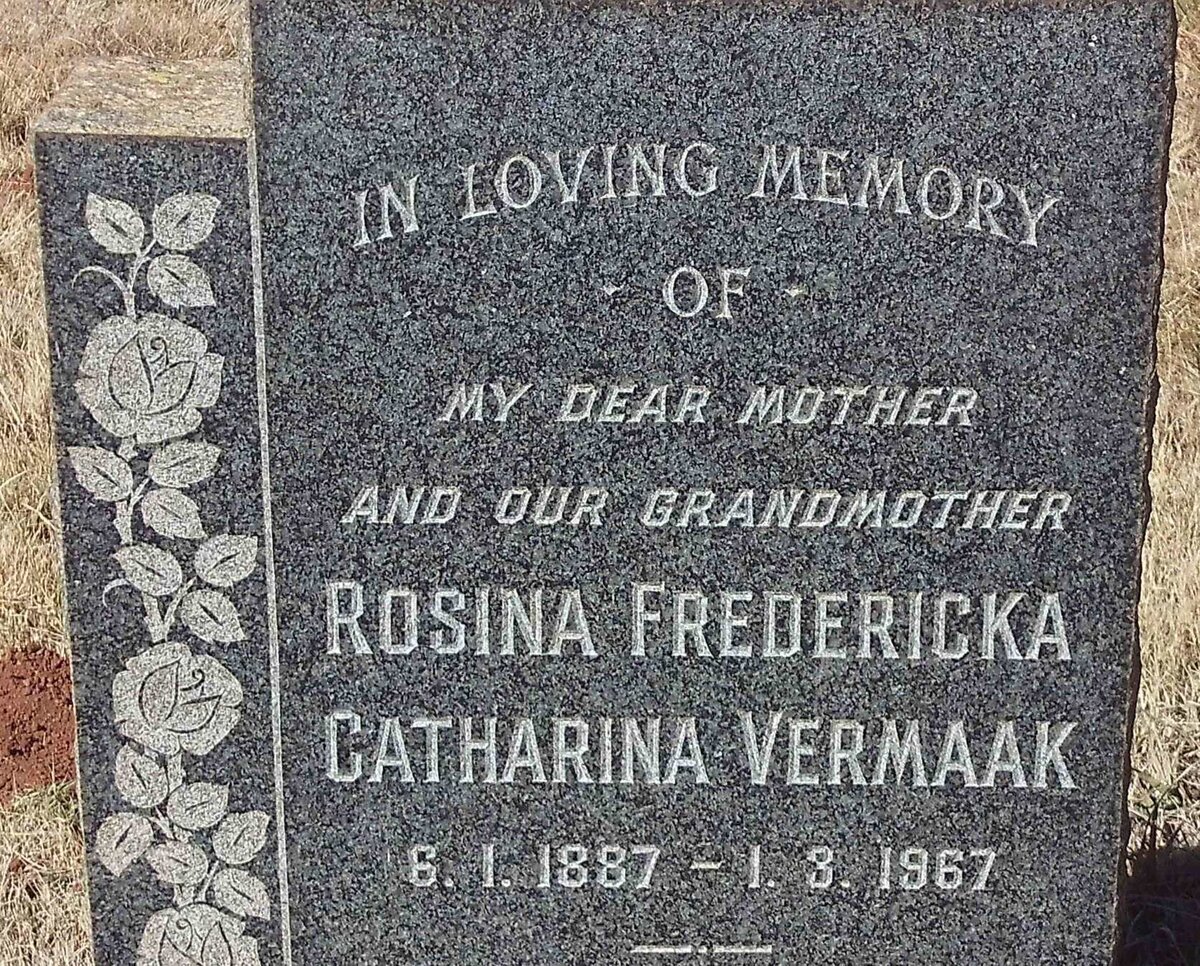 IN LOVING MEMORY
- OF -
MY DEAR MOTHER
AND OUR GRANDMOTHER
ROSINA FREDERICKA
CATHARINA VERMAAK
6. 1. 1887 – 1. 3. 1967